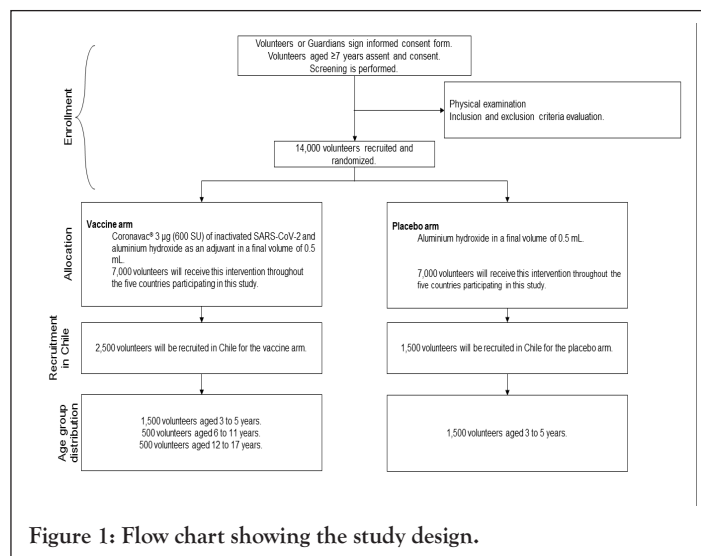 Volunteers or Guardians sign informed consent form.
Volunteers aged ≥7 years assent and consent.
Screening is performed.
Enrollment
Physical examination
Inclusion and exclusion criteria evaluation.
14,000 volunteers recruited and
randomized.
Allocation
Vaccine arm
Coronavac® 3 µg (600 SU) of inactivated SARS-CoV-2 and
aluminium hydroxide as an adjuvant in a final volume of 0.5
mL.
7,000 volunteers will receive this intervention throughout
the five countries participating in this study.
Placebo arm
Aluminium hydroxide in a final volume of 0.5 mL.
7,000 volunteers will receive this intervention throughout the
five countries participating in this study.
Recruitment
in Chile
2,500 volunteers will be recruited in Chile for the vaccine arm.
1,500 volunteers will be recruited in Chile for the placebo arm.
Age group
distribution
1,500 volunteers aged 3 to 5 years.
500 volunteers aged 6 to 11 years.
500 volunteers aged 12 to 17 years.
1,500 volunteers aged 3 to 5 years.
Figure 1: Flow chart showing the study design.